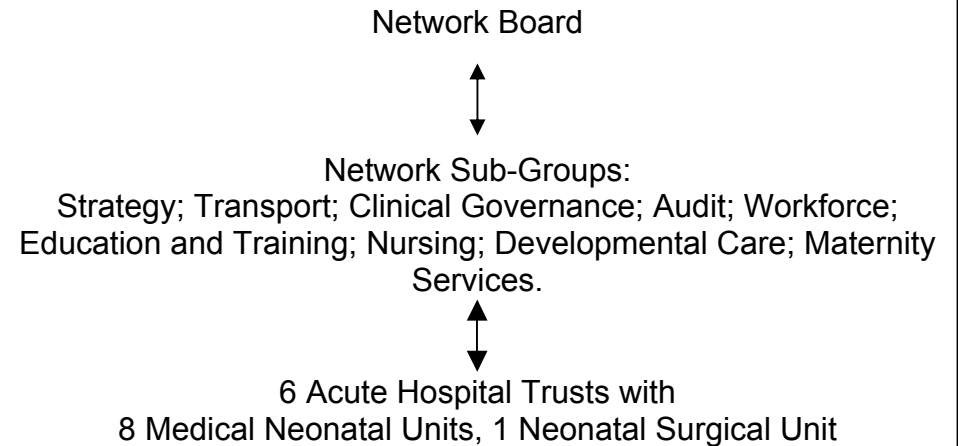 Network Board
Network Sub-Groups:
Strategy; Transport; Clinical Governance; Audit; Workforce;
Education and Training; Nursing; Developmental Care; Maternity
Services.
6 Acute Hospital Trusts with
8 Medical Neonatal Units, 1 Neonatal Surgical Unit